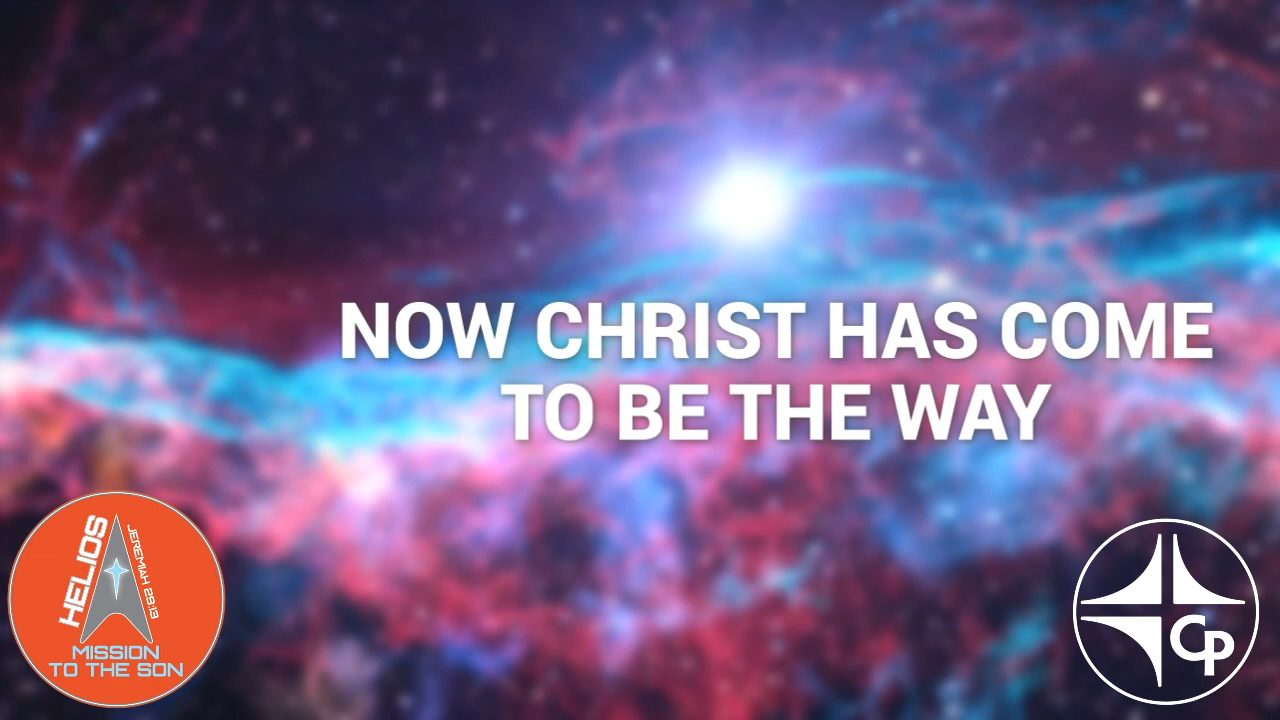 NOW CHRIST HAS COME
TO BE THE WAY
HELIOS
JEREMIAH 29:13
MISSION
TO THE SON
CP